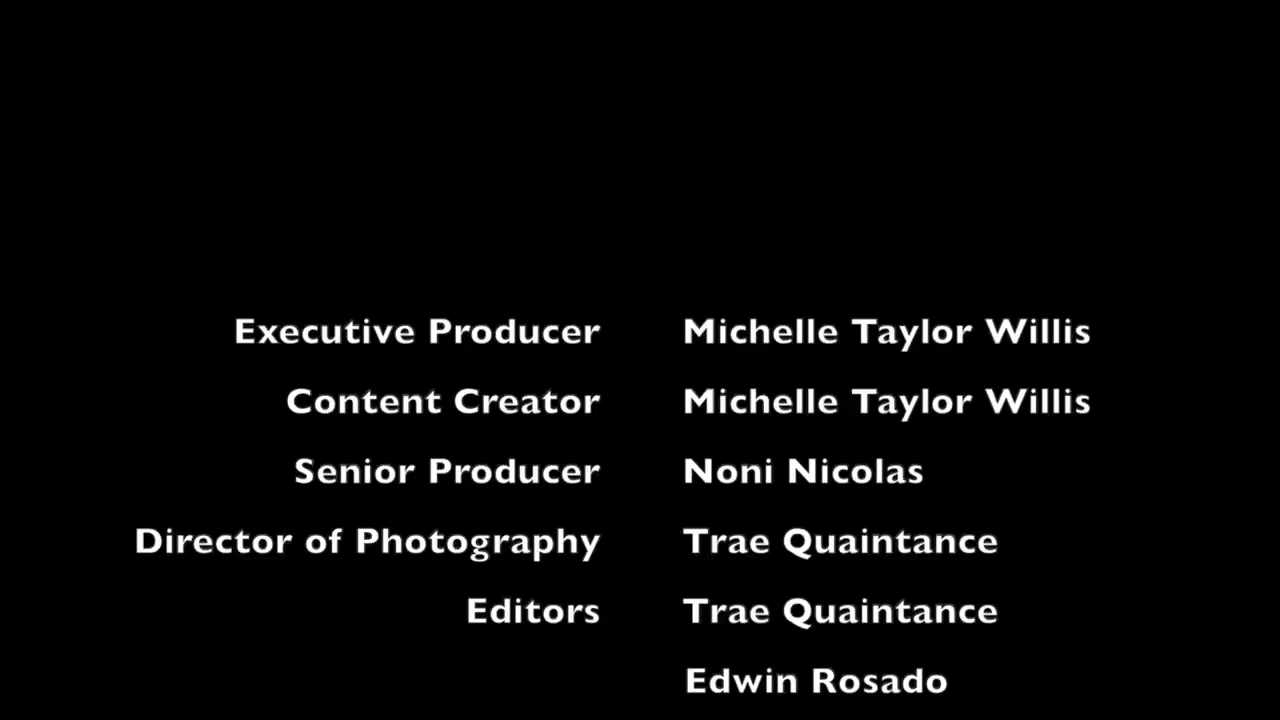 Executive Producer Michelle Taylor Willis
Content Creator Michelle Taylor Willis
Senior Producer Noni Nicolas
Director of Photography Trae Quaintance
Editors Trae Quaintance
Edwin Rosado